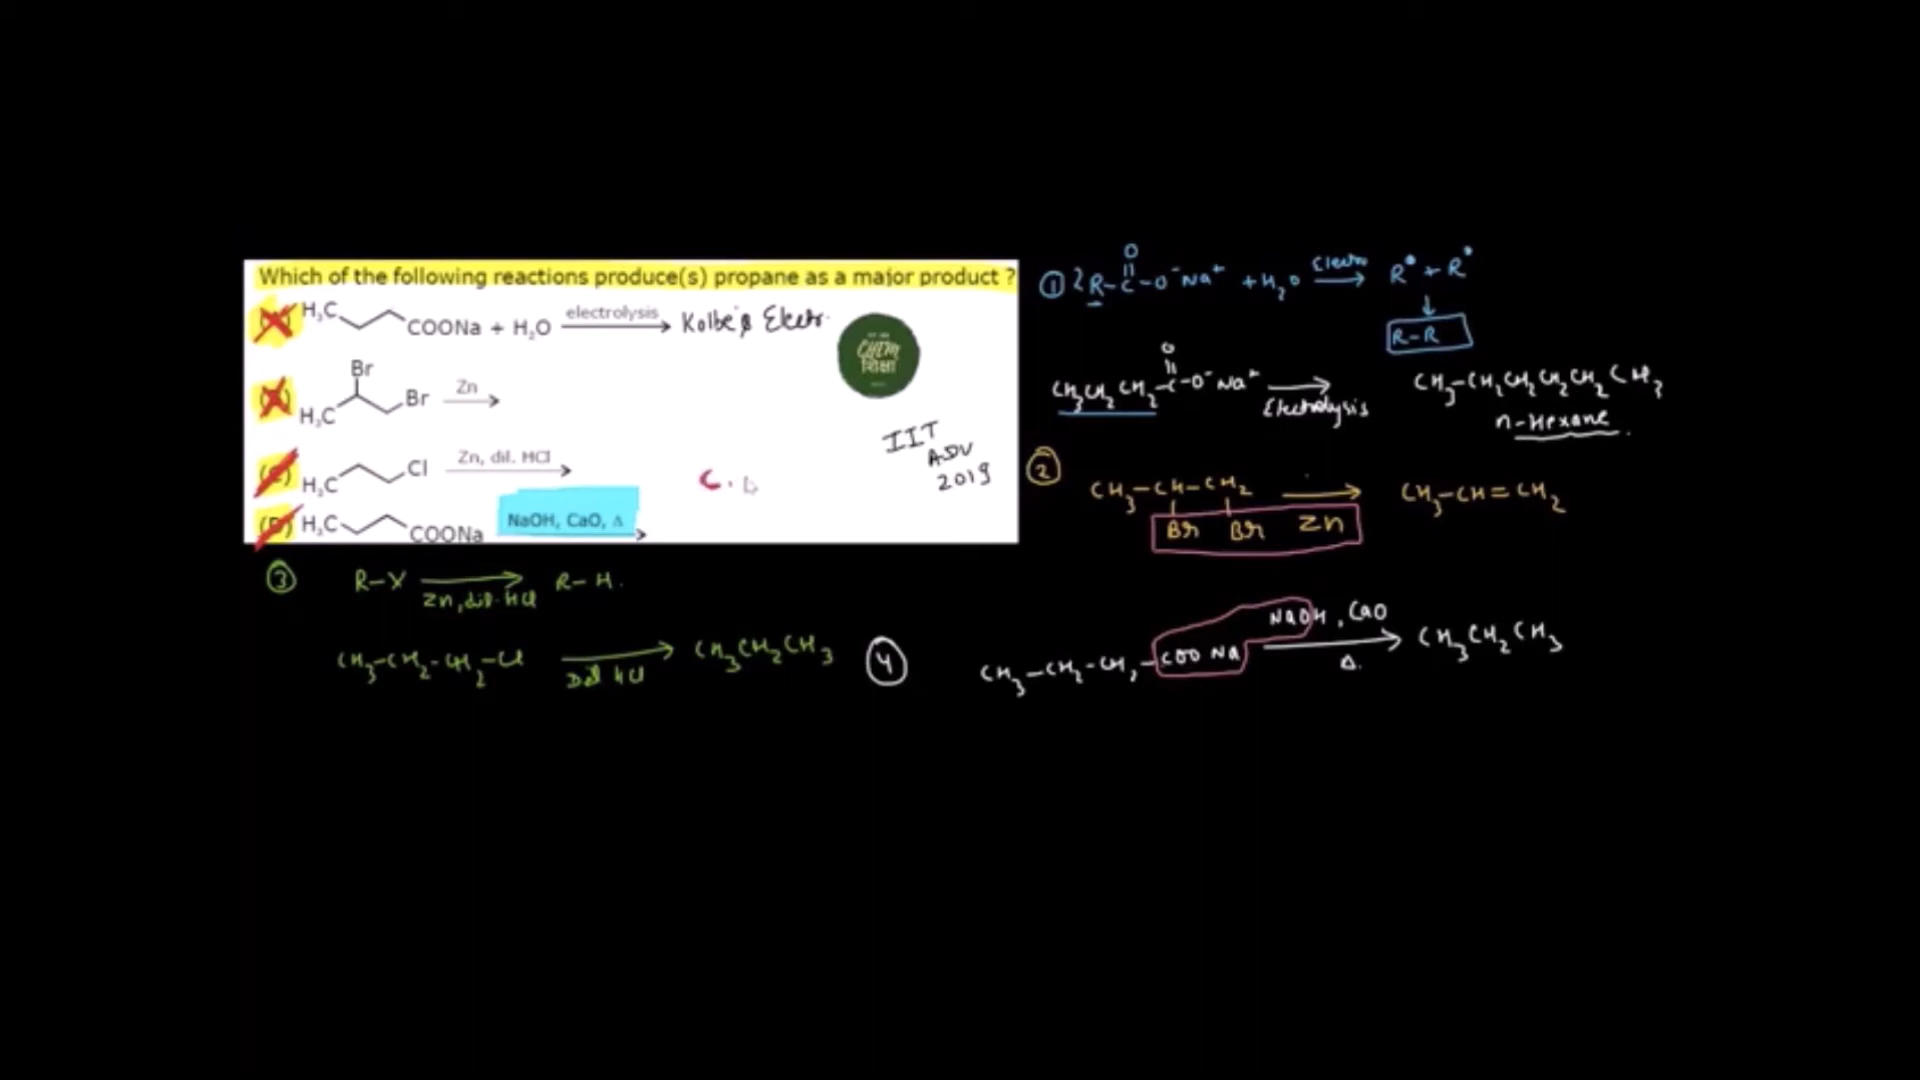 Which of the following reactions produce(s) propane as a major product ?
H₃C COONa + H₂O electrolysis Kolbe's Electr.
Br
H₃C Br Zn
CHEM
शिक्षा
IIT
ADV
2019
(C) H₃C Cl Zn, dil. HCl
C. D
(D) H₃C COONa NaOH, CaO, Δ
① 2R-C-O⁻Na⁺ + H₂O Electro R• + R•
O
R-R
O
CH₃CH₂CH₂-C-O⁻Na⁺ Electrolysis CH₃-CH₂CH₂CH₂CH₂CH₃
n-Hexane.
② CH₃-CH-CH₂ CH₃-CH=CH₂
Br Br Zn
③ R-X Zn, dil. HCl R-H.
CH₃-CH₂-CH₂-Cl Dil HCl CH₃CH₂CH₃
④ CH₃-CH₂-CH₂-COONa NaOH, CaO Δ. CH₃CH₂CH₃